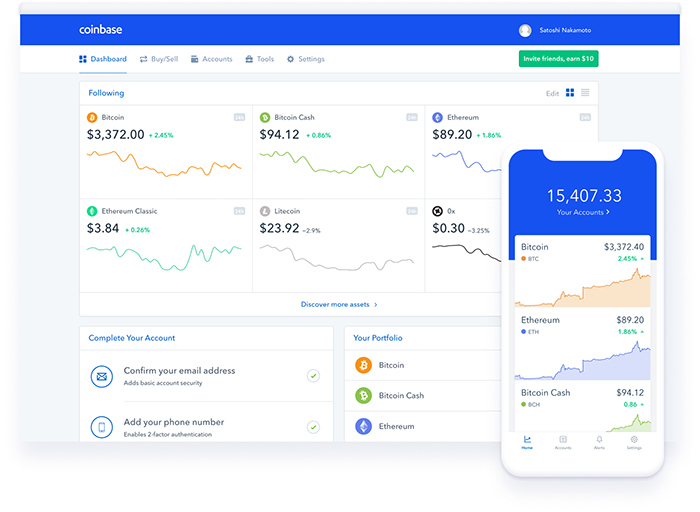 coinbase
Satoshi Nakamoto
Dashboard Buy/Sell Accounts Tools Settings
Invite friends, earn $10
Following
Edit
Bitcoin
$3,372.00 + 2.45%
Bitcoin Cash
$94.12 + 0.86%
Ethereum
$89.20 + 1.86%
Ethereum Classic
$3.84 + 0.26%
Litecoin
$23.92 −2.9%
0x
$0.30 −3.25%
Discover more assets >
Complete Your Account
Confirm your email address
Adds basic account security
Add your phone number
Enables 2-factor authentication
Your Portfolio
Bitcoin
Bitcoin Cash
Ethereum
15,407.33
Your Accounts >
Bitcoin $3,372.40
BTC 2.45%
Ethereum $89.20
ETH 1.86%
Bitcoin Cash $94.12
BCH 0.86
Home Accounts Alerts Settings